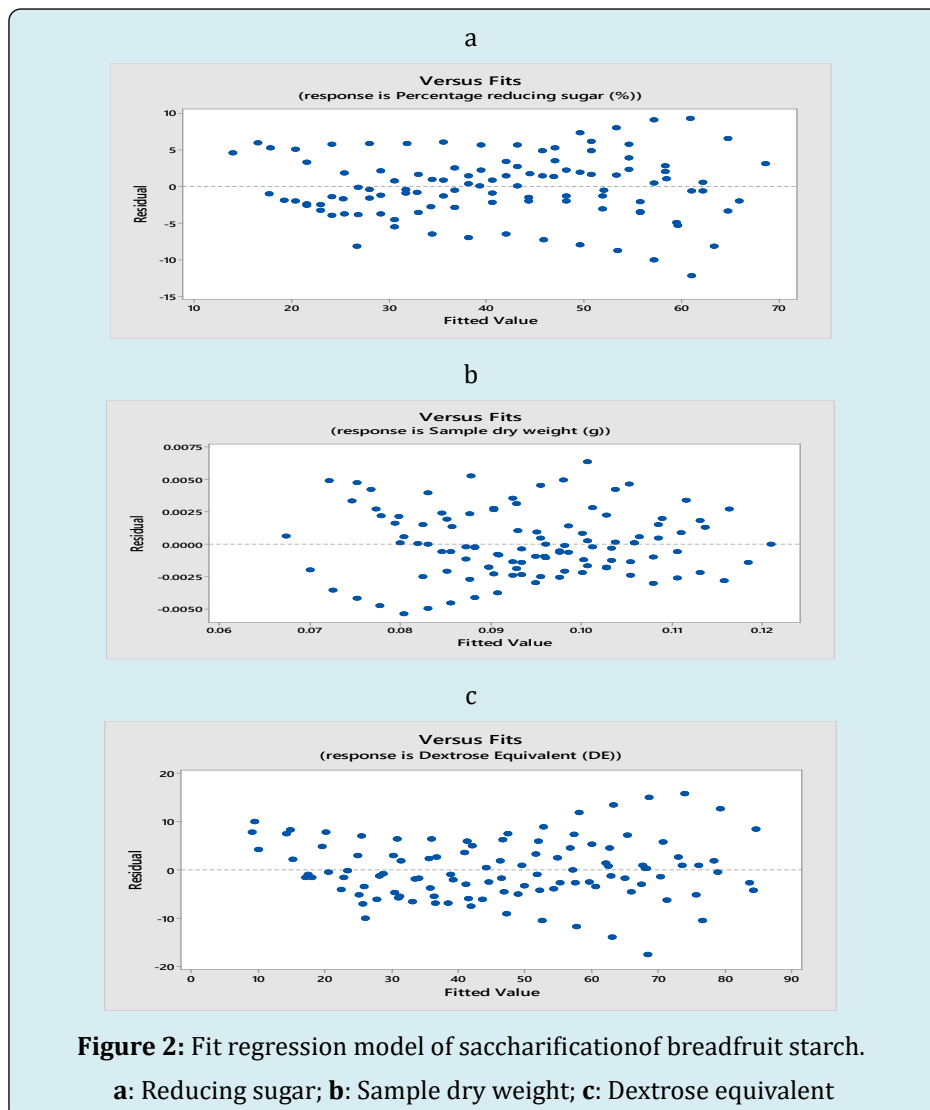 a
Versus Fits
(response is Percentage reducing sugar (%))
10
5
0
-5
-10
-15
Residual
10 20 30 40 50 60 70
Fitted Value
b
Versus Fits
(response is Sample dry weight (g))
0.0075
0.0050
0.0025
0.0000
-0.0025
-0.0050
Residual
0.06 0.07 0.08 0.09 0.10 0.11 0.12
Fitted Value
c
Versus Fits
(response is Dextrose Equivalent (DE))
20
10
0
-10
-20
Residual
0 10 20 30 40 50 60 70 80 90
Fitted Value
Figure 2: Fit regression model of saccharificationof breadfruit starch.
a: Reducing sugar; b: Sample dry weight; c: Dextrose equivalent